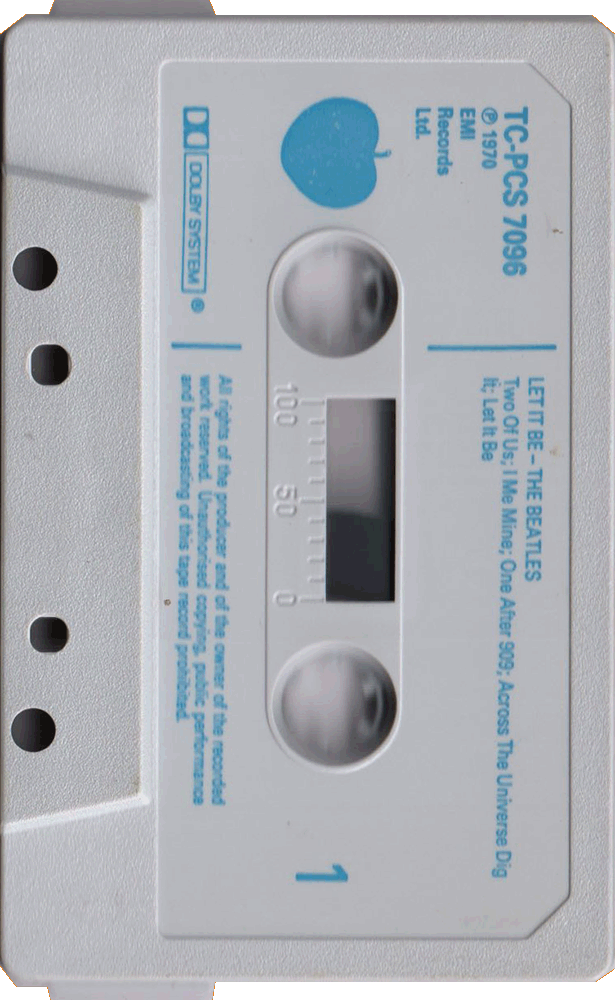 TC-PCS 7096
℗ 1970
EMI
Records
Ltd.
DOLBY SYSTEM ®
LET IT BE – THE BEATLES
Two Of Us; I Me Mine; One After 909; Across The Universe Dig
It; Let It Be
100 50 0
All rights of the producer and of the owner of the recorded
work reserved. Unauthorised copying, public performance
and broadcasting of this tape record prohibited.
1